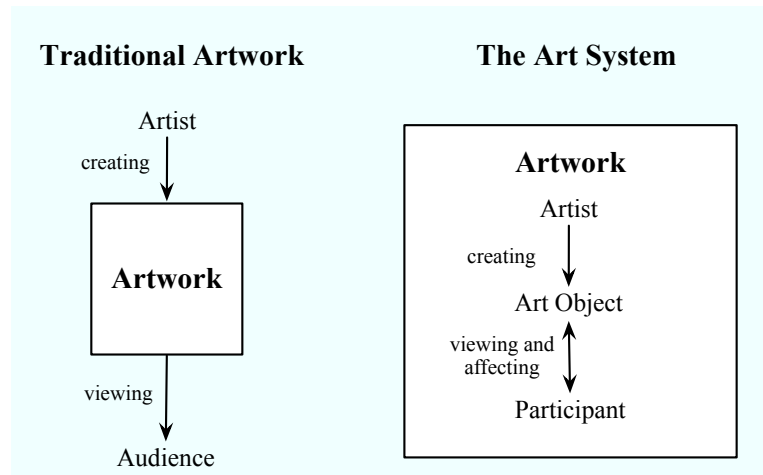 Traditional Artwork
Artist
creating
Artwork
viewing
Audience
The Art System
Artwork
Artist
creating
Art Object
viewing and
affecting
Participant